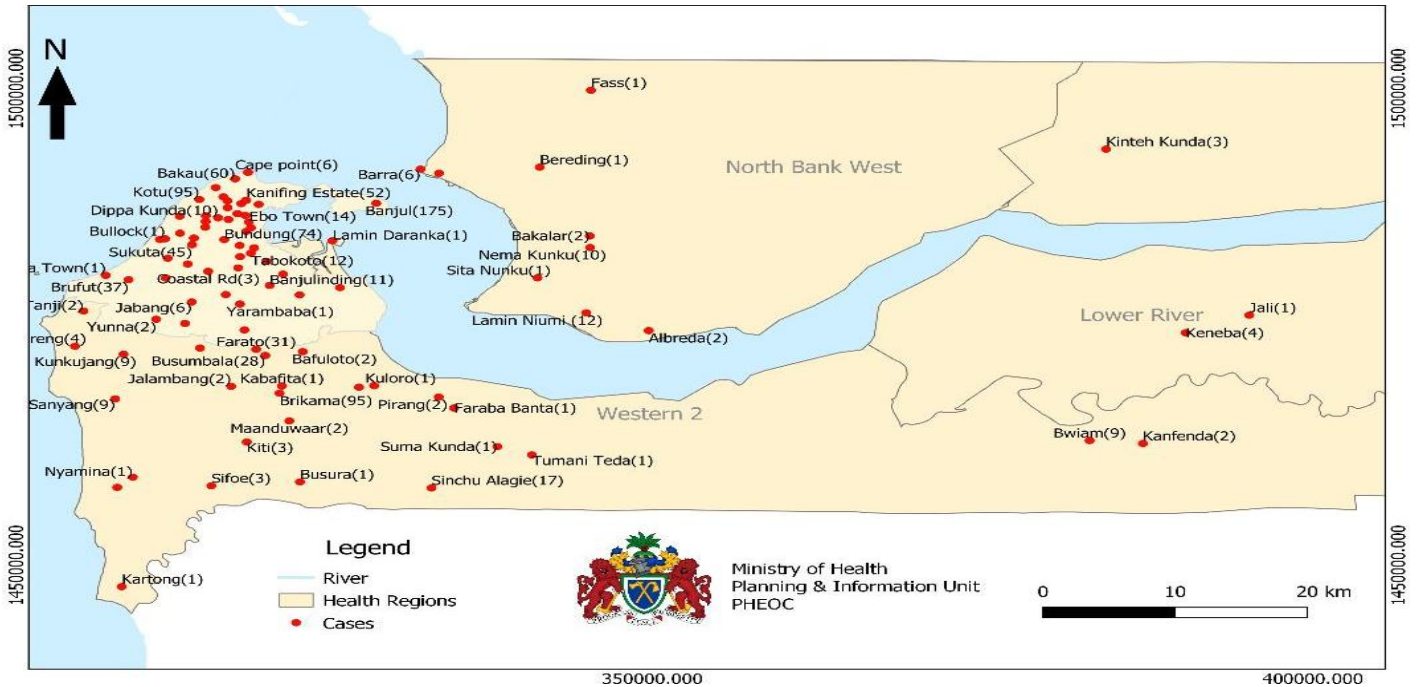 N
1500000.000
1500000.000
Fass(1)
Kinteh Kunda(3)
Bereding(1)
North Bank West
Cape point(6)
Bakau(60)
Barra(6)
Kotu(95)
Kanifing Estate(52)
Banjul(175)
Dippa Kunda(10)
Ebo Town(14)
Bullock(1)
Bundung(74)
Lamin Daranka(1)
Bakalar(2)
Sukuta(45)
Tabokoto(12)
Nema Kunku(10)
Sita Nunku(1)
a Town(1)
Coastal Rd(3)
Banjulinding(11)
Brufut(37)
Tanji(2)
Jabang(6)
Yarambaba(1)
Lamin Niumi (12)
Lower River
Jali(1)
Yunna(2)
Albreda(2)
Keneba(4)
reng(4)
Farato(31)
Kunkujang(9)
Busumbala(28)
Bafuloto(2)
Jalambang(2)
Kabafita(1)
Kuloro(1)
Sanyang(9)
Brikama(95)
Pirang(2)
Faraba Banta(1)
Western 2
Maanduwaar(2)
Kiti(3)
Suma Kunda(1)
Bwiam(9)
Kanfenda(2)
Tumani Teda(1)
Nyamina(1)
Sifoe(3)
Busura(1)
Sinchu Alagie(17)
1450000.000
1450000.000
Kartong(1)
Legend
River
Health Regions
Cases
Ministry of Health
Planning & Information Unit
PHEOC
0 10 20 km
350000.000
400000.000